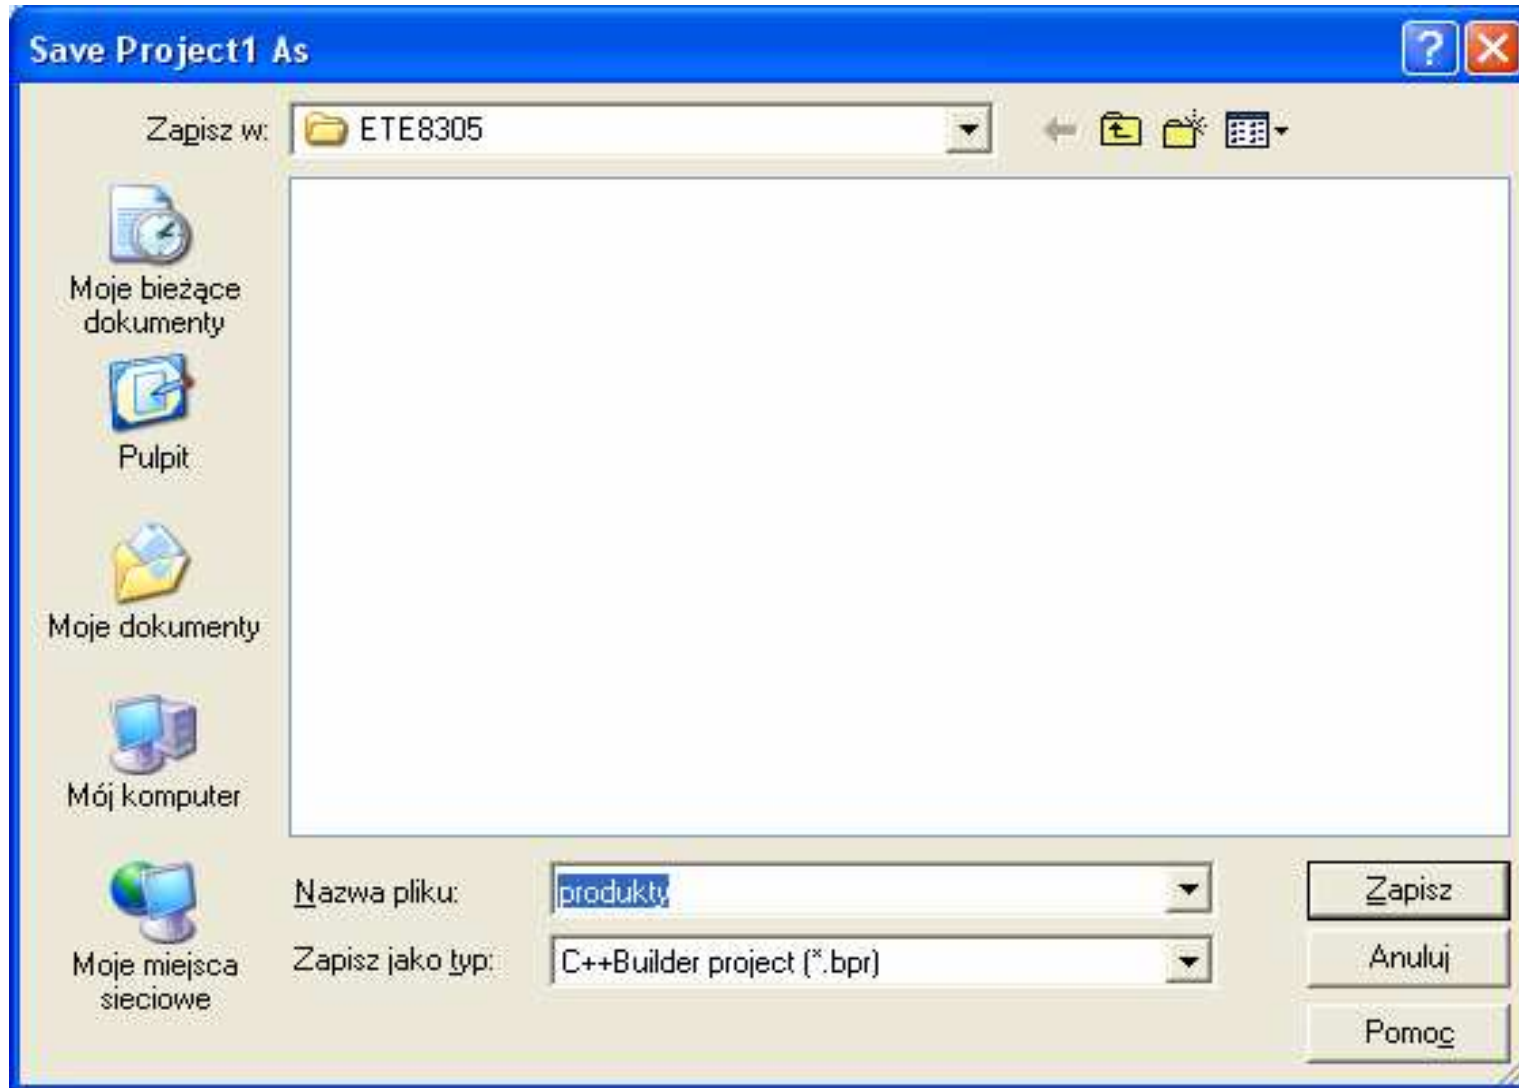 Save Project1 As
Zapisz w:
ETE8305
Moje bieżące
dokumenty
Pulpit
Moje dokumenty
Mój komputer
Moje miejsca
sieciowe
Nazwa pliku:
produkty
Zapisz
Zapisz jako typ:
C++Builder project (*.bpr)
Anuluj
Pomoc